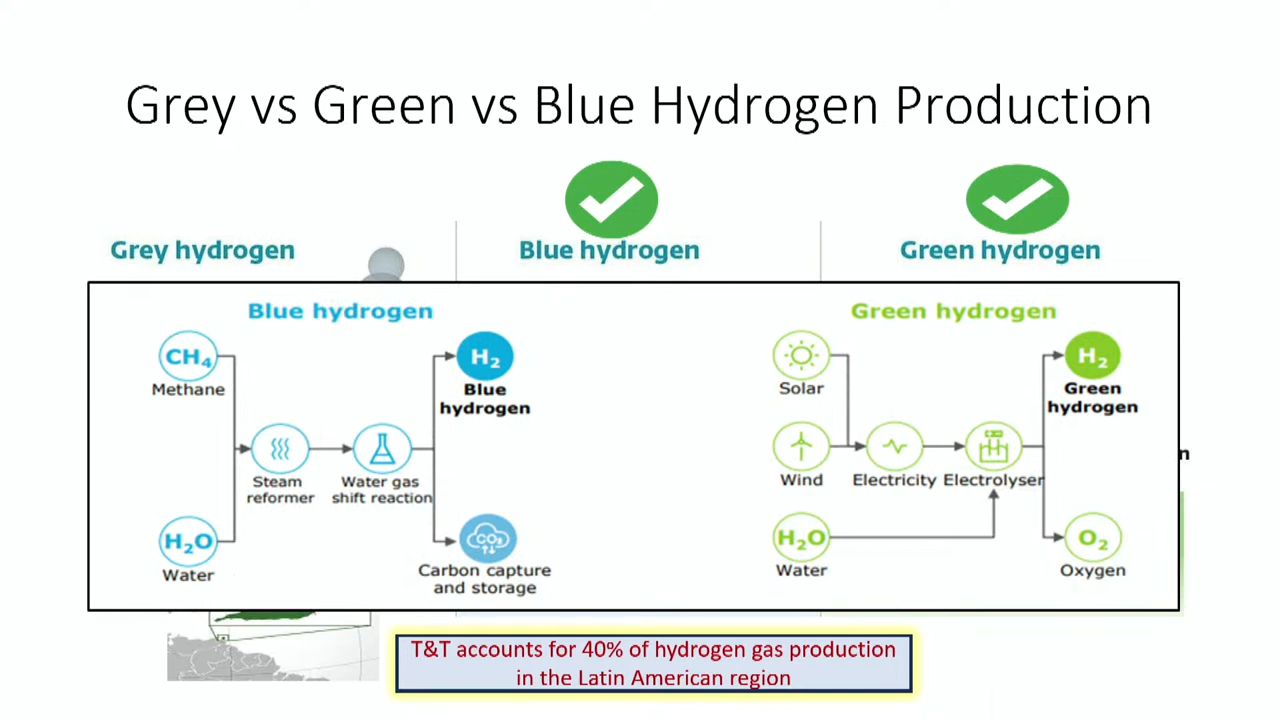 Grey vs Green vs Blue Hydrogen Production
Grey hydrogen
Blue hydrogen
Green hydrogen
Blue hydrogen
CH4
Methane
H2O
Water
Steam
reformer
Water gas
shift reaction
H2
Blue
hydrogen
CO2
Carbon capture
and storage
Green hydrogen
Solar
Wind
H2O
Water
Electricity
Electrolyser
H2
Green
hydrogen
O2
Oxygen
n
T&T accounts for 40% of hydrogen gas production
in the Latin American region